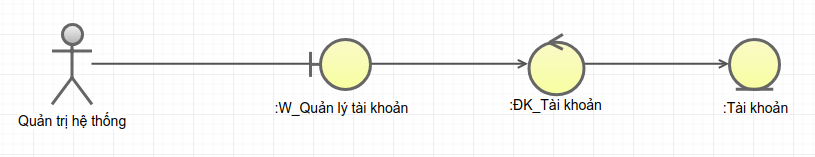 Quản trị hệ thống
:W_Quản lý tài khoản
:ĐK_Tài khoản
:Tài khoản